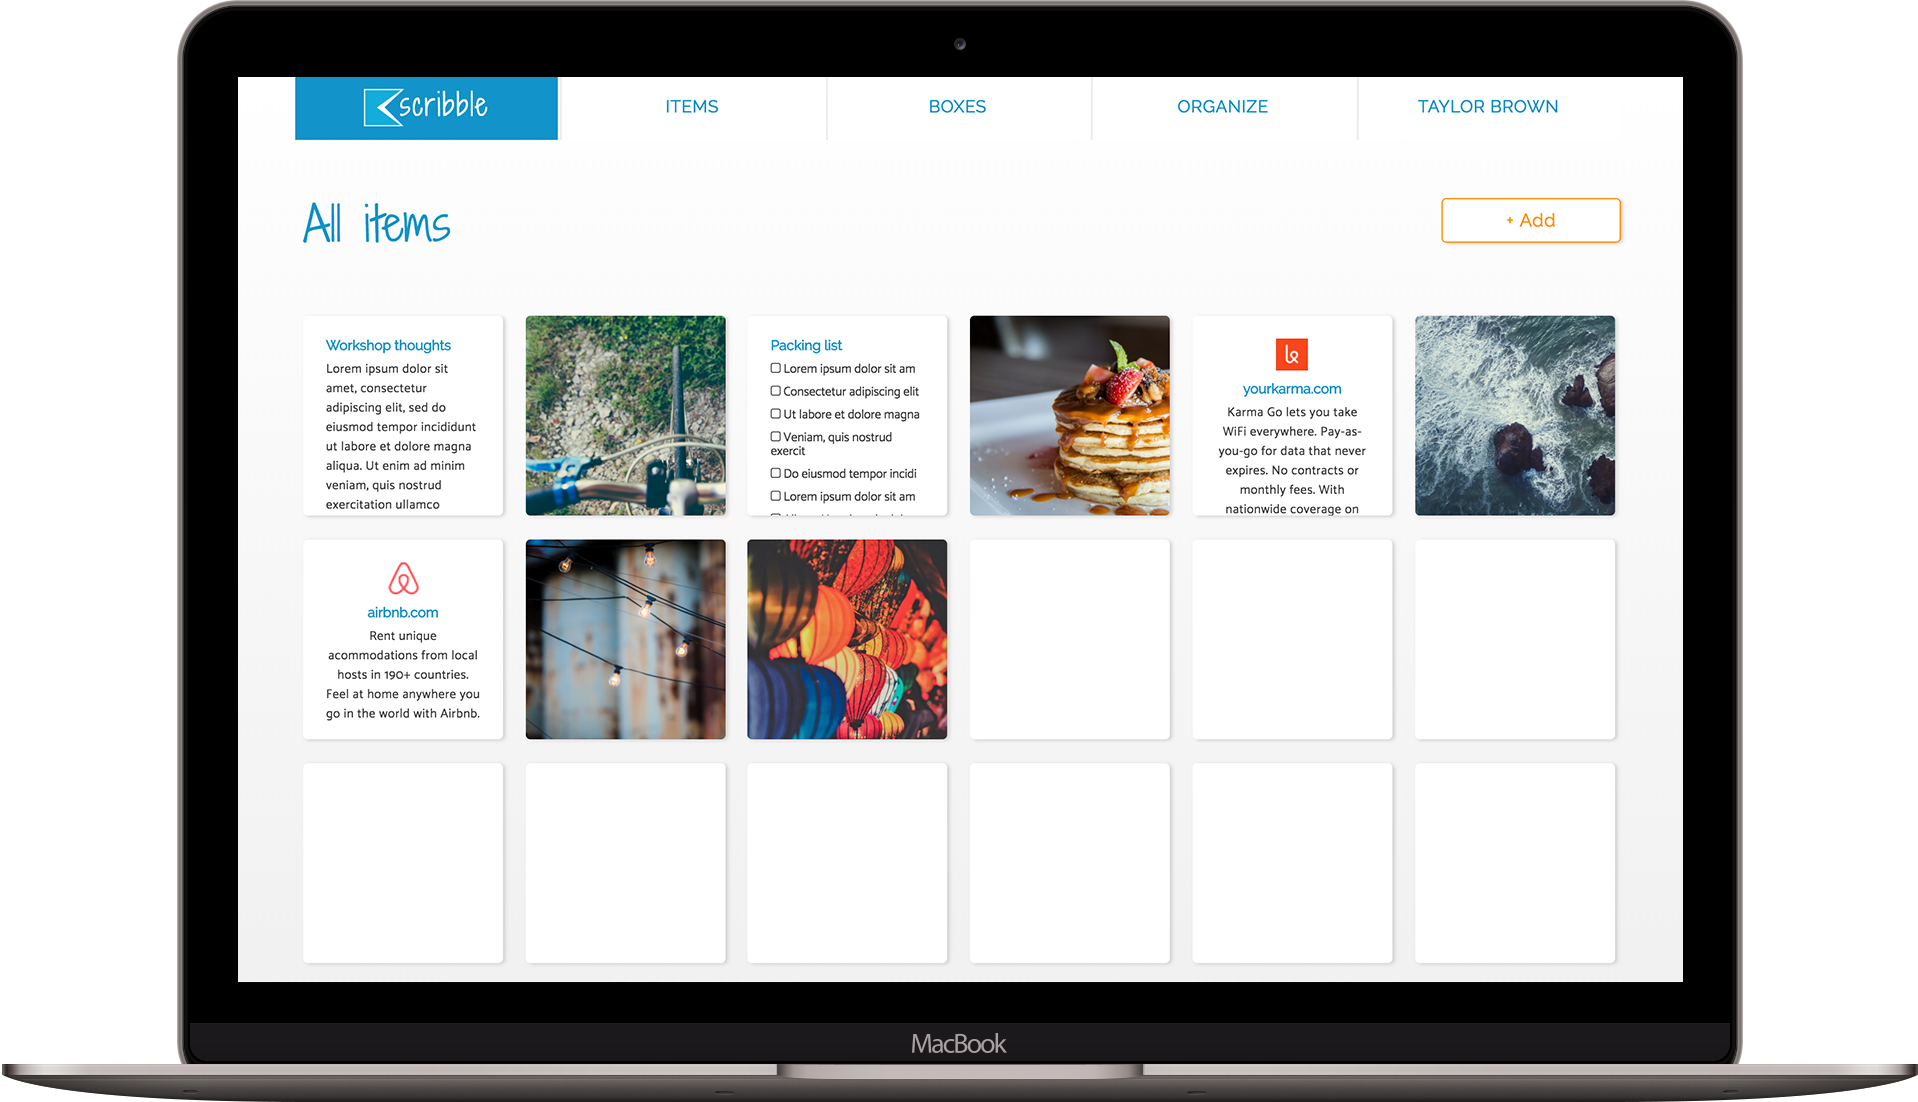 scribble
ITEMS
BOXES
ORGANIZE
TAYLOR BROWN
All items
+ Add
Workshop thoughts
Lorem ipsum dolor sit
amet, consectetur
adipiscing elit, sed do
eiusmod tempor incididunt
ut labore et dolore magna
aliqua. Ut enim ad minim
veniam, quis nostrud
exercitation ullamco
Packing list
Lorem ipsum dolor sit am
Consectetur adipiscing elit
Ut labore et dolore magna
Veniam, quis nostrud
exercit
Do eiusmod tempor incidi
Lorem ipsum dolor sit am
yourkarma.com
Karma Go lets you take
WiFi everywhere. Pay-as-
you-go for data that never
expires. No contracts or
monthly fees. With
nationwide coverage on
airbnb.com
Rent unique
acommodations from local
hosts in 190+ countries.
Feel at home anywhere you
go in the world with Airbnb.
MacBook